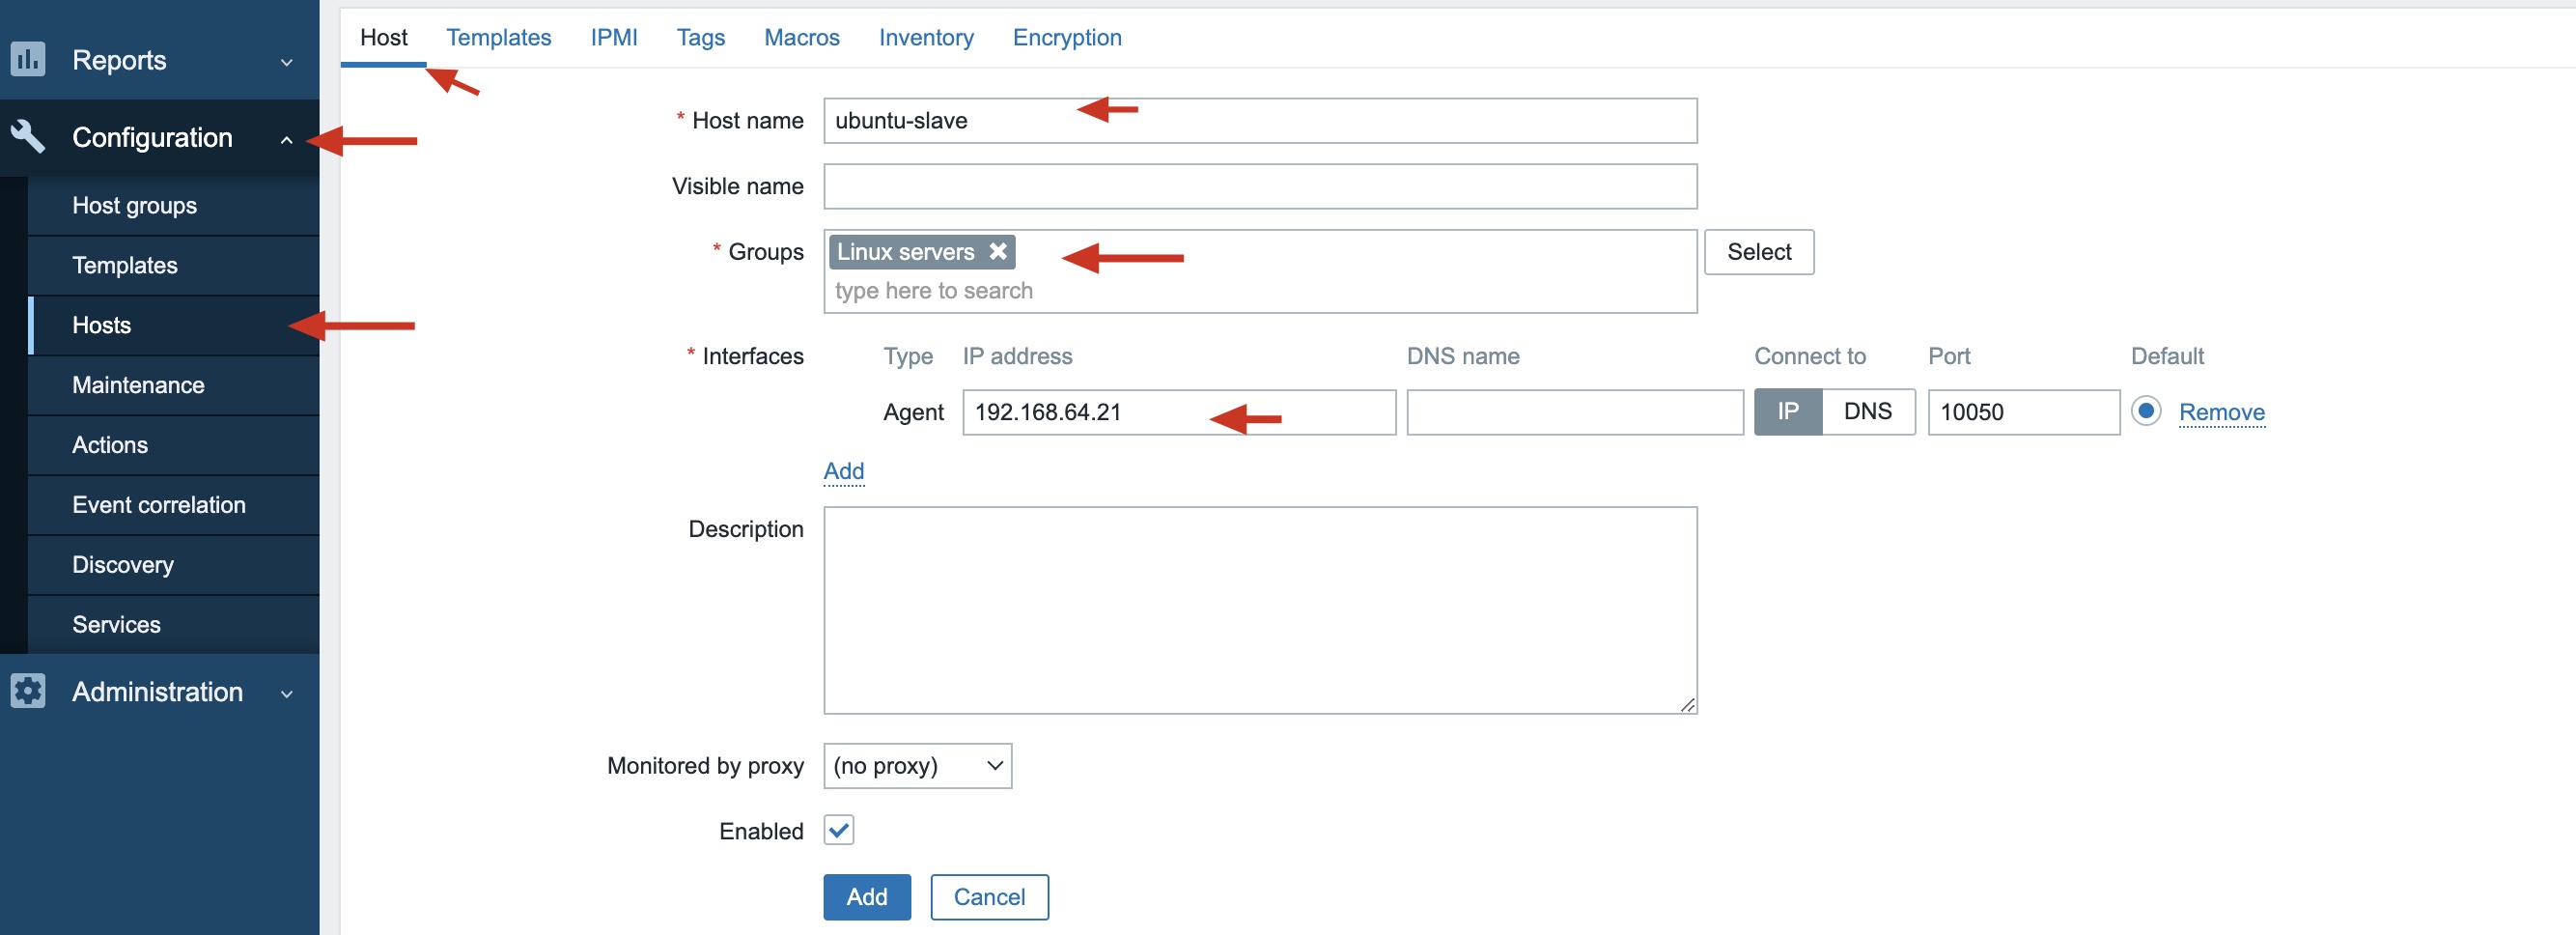 Reports
Configuration
Host groups
Templates
Hosts
Maintenance
Actions
Event correlation
Discovery
Services
Administration
Host Templates IPMI Tags Macros Inventory Encryption
* Host name ubuntu-slave
Visible name
* Groups Linux servers Select
type here to search
* Interfaces Type IP address DNS name Connect to Port Default
Agent 192.168.64.21 IP DNS 10050 Remove
Add
Description
Monitored by proxy (no proxy)
Enabled
Add Cancel